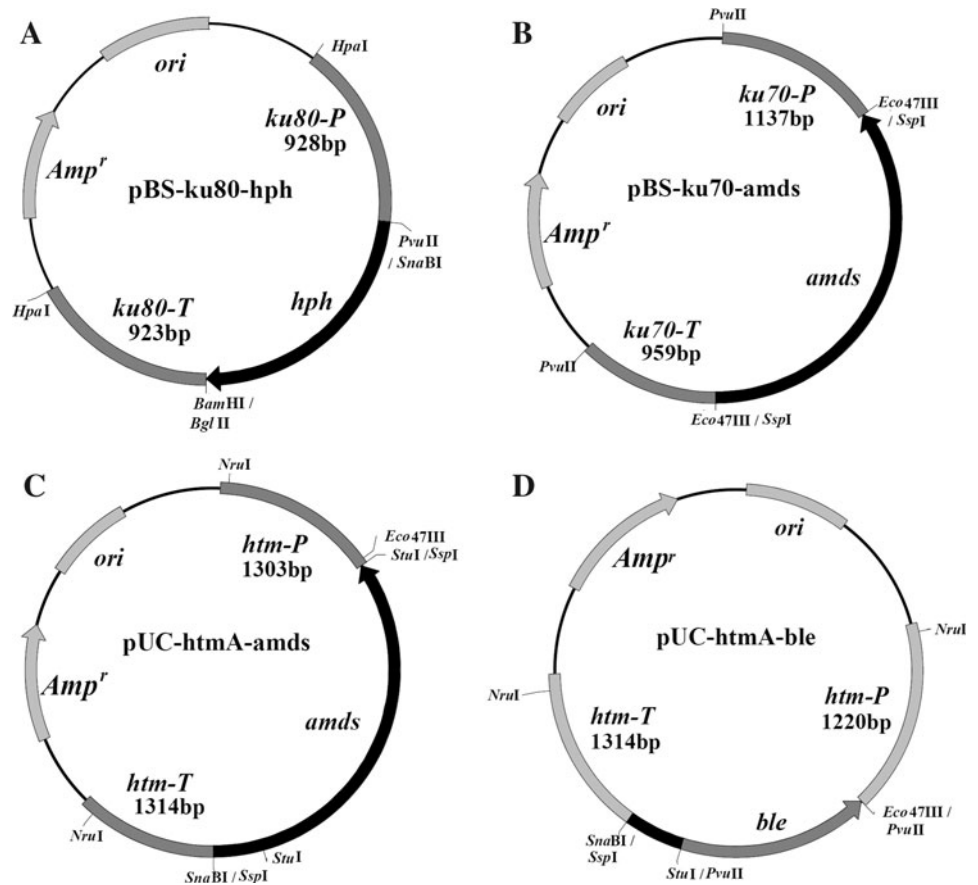 A
HpaI
ori
ku80-P
928bp
Ampʳ
pBS-ku80-hph
PvuII
/ SnaBI
hph
HpaI
ku80-T
923bp
BamHI /
Bgl II
B
PvuII
Eco47III
/ SspI
ori
ku70-P
1137bp
Ampʳ
pBS-ku70-amds
amds
ku70-T
959bp
PvuII
Eco47III / SspI
C
NruI
Eco47III
StuI /SspI
ori
htm-P
1303bp
Ampʳ
pUC-htmA-amds
amds
htm-T
1314bp
NruI
StuI
SnaBI / SspI
D
ori
Ampʳ
NruI
pUC-htmA-ble
NruI
htm-P
1220bp
htm-T
1314bp
Eco47III /
PvuII
ble
SnaBI /
SspI
StuI /PvuII